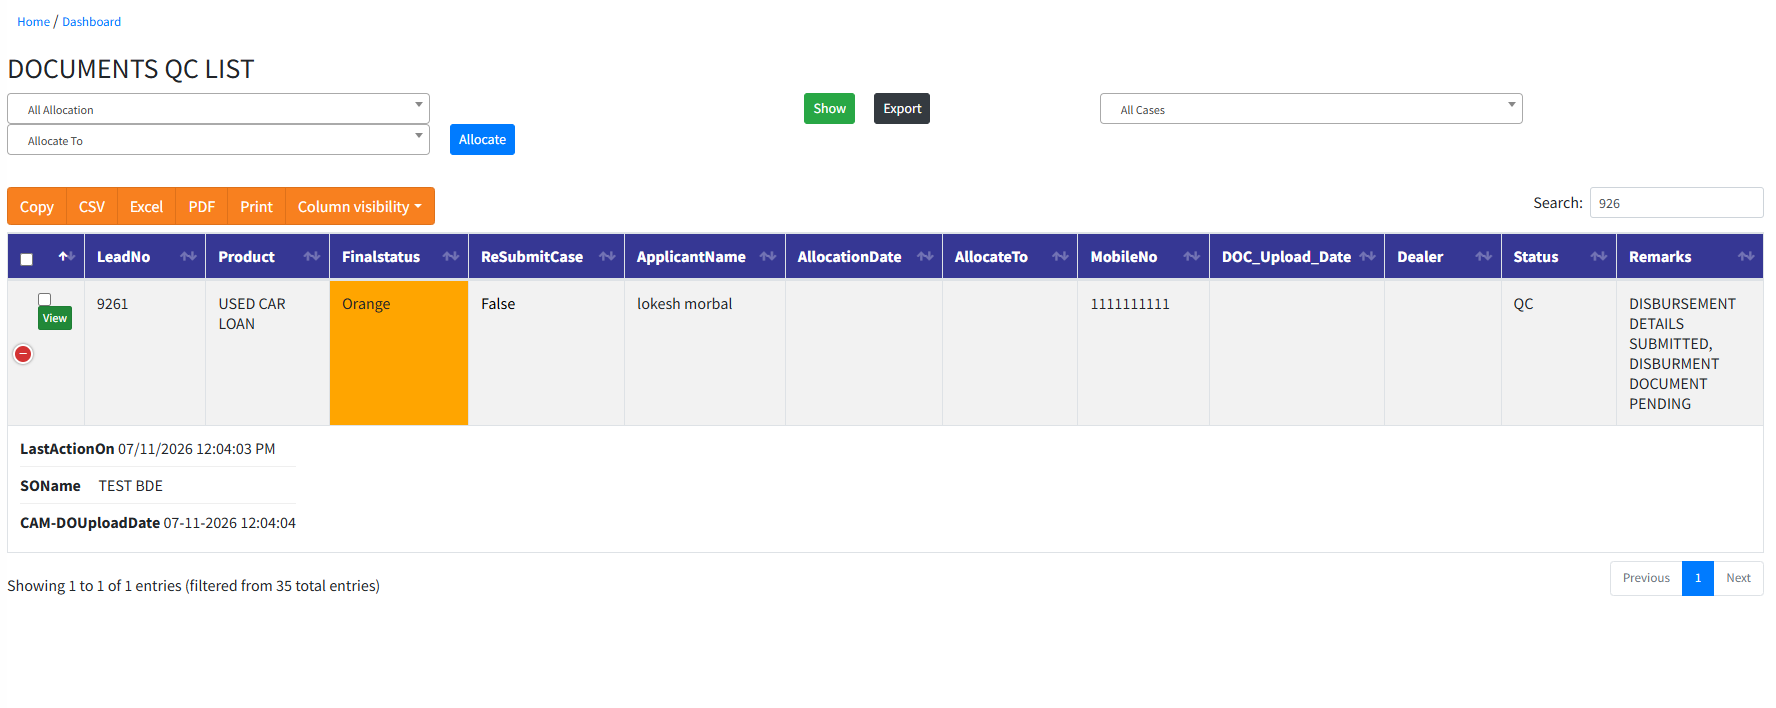 Home / Dashboard
DOCUMENTS QC LIST
All Allocation
Show
Export
All Cases
Allocate To
Allocate
Copy
CSV
Excel
PDF
Print
Column visibility
Search:
926
LeadNo
Product
Finalstatus
ReSubmitCase
ApplicantName
AllocationDate
AllocateTo
MobileNo
DOC_Upload_Date
Dealer
Status
Remarks
View
9261
USED CAR
LOAN
Orange
False
lokesh morbal
1111111111
QC
DISBURSEMENT
DETAILS
SUBMITTED,
DISBURMENT
DOCUMENT
PENDING
LastActionOn 07/11/2026 12:04:03 PM
SOName TEST BDE
CAM-DOUploadDate 07-11-2026 12:04:04
Showing 1 to 1 of 1 entries (filtered from 35 total entries)
Previous
1
Next